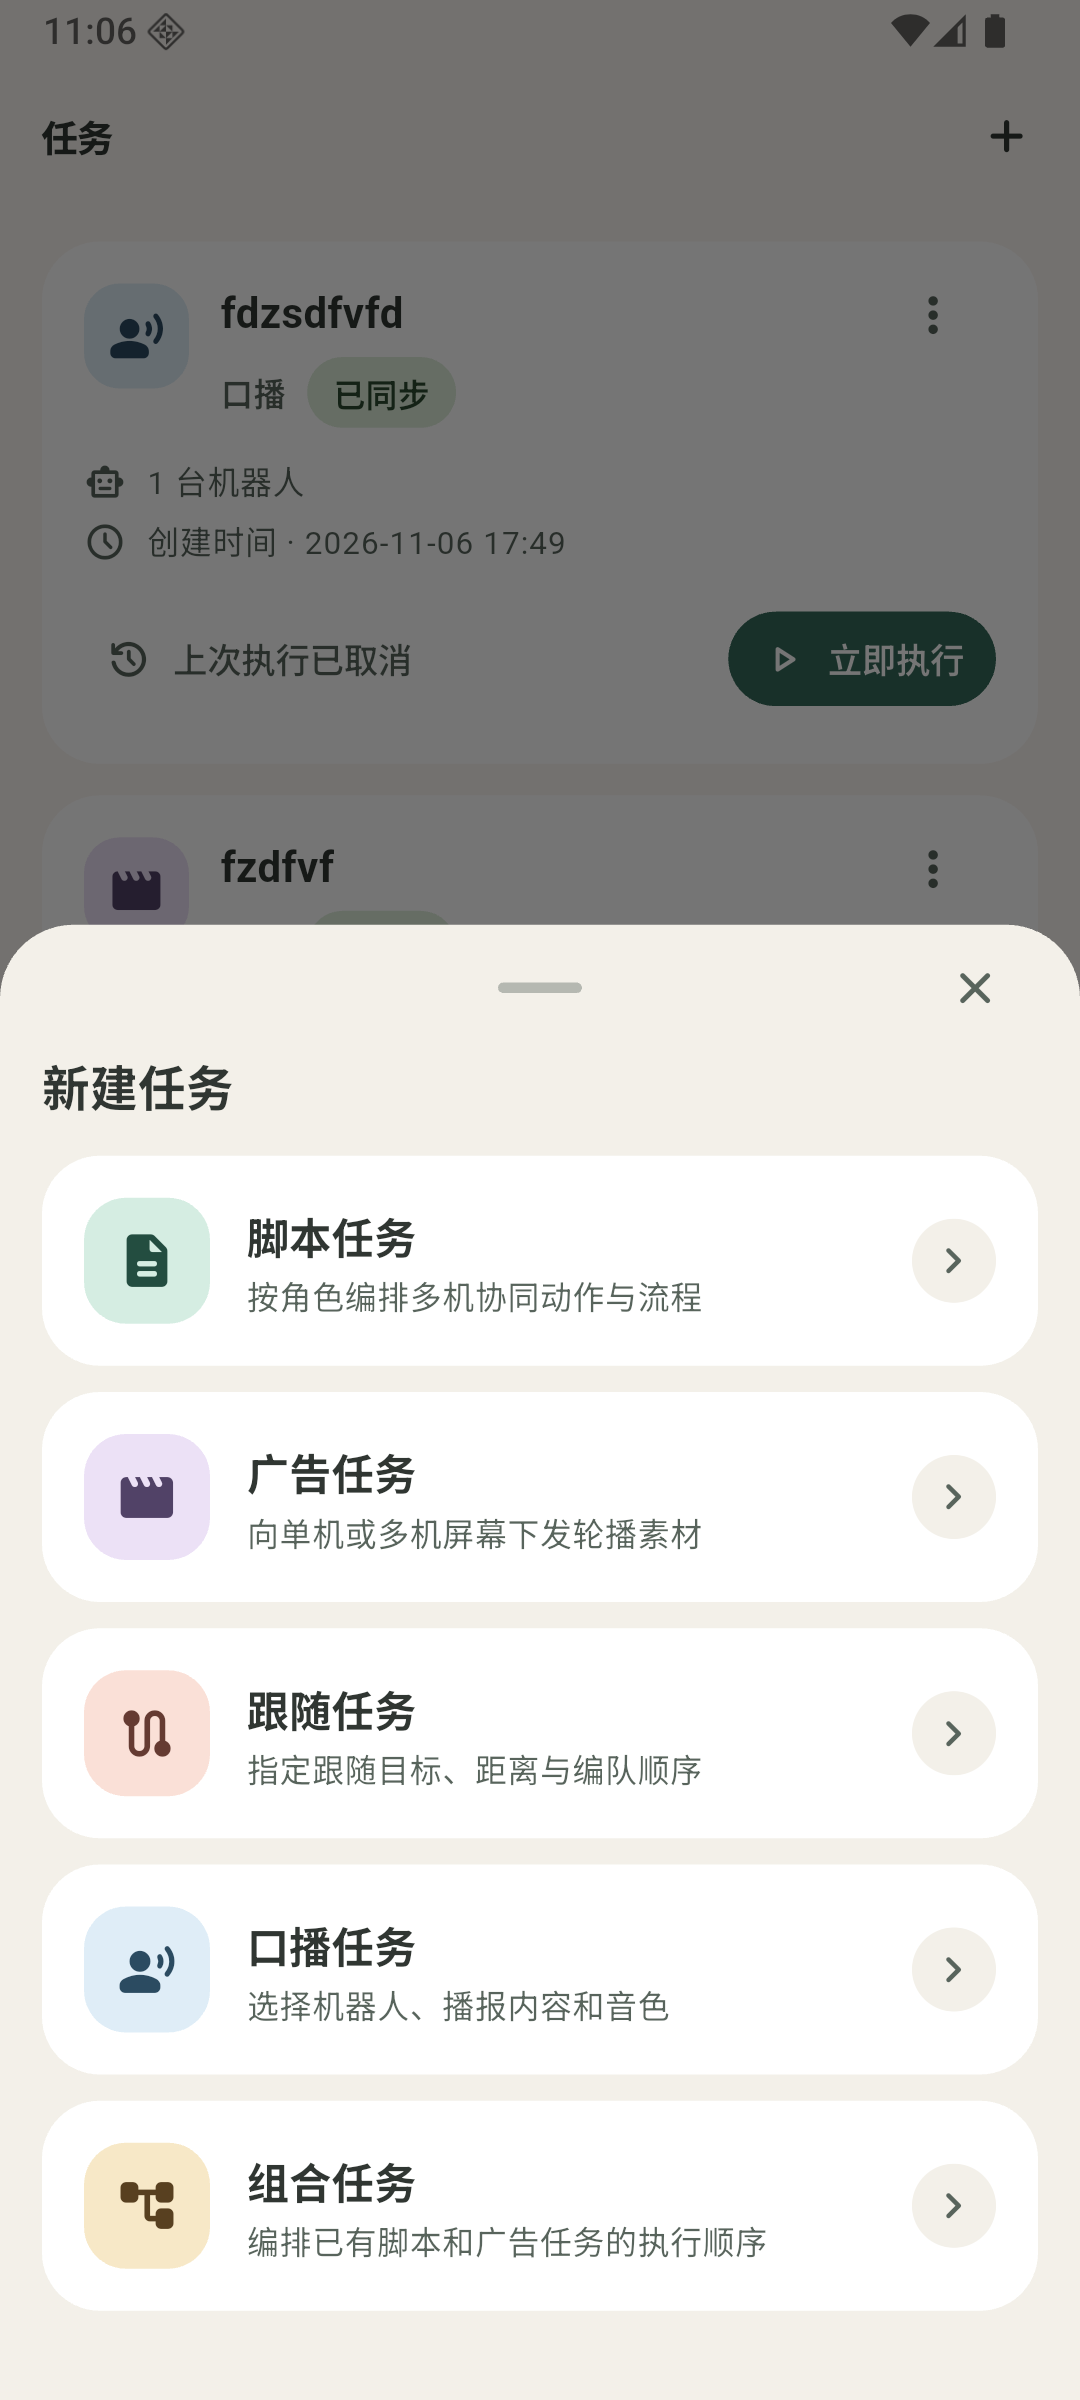 11:06
任务
fdzsdfvfd
口播 已同步
1 台机器人
创建时间 · 2026-11-06 17:49
上次执行已取消 立即执行
fzdfvf
新建任务
脚本任务
按角色编排多机协同动作与流程
广告任务
向单机或多机屏幕下发轮播素材
跟随任务
指定跟随目标、距离与编队顺序
口播任务
选择机器人、播报内容和音色
组合任务
编排已有脚本和广告任务的执行顺序